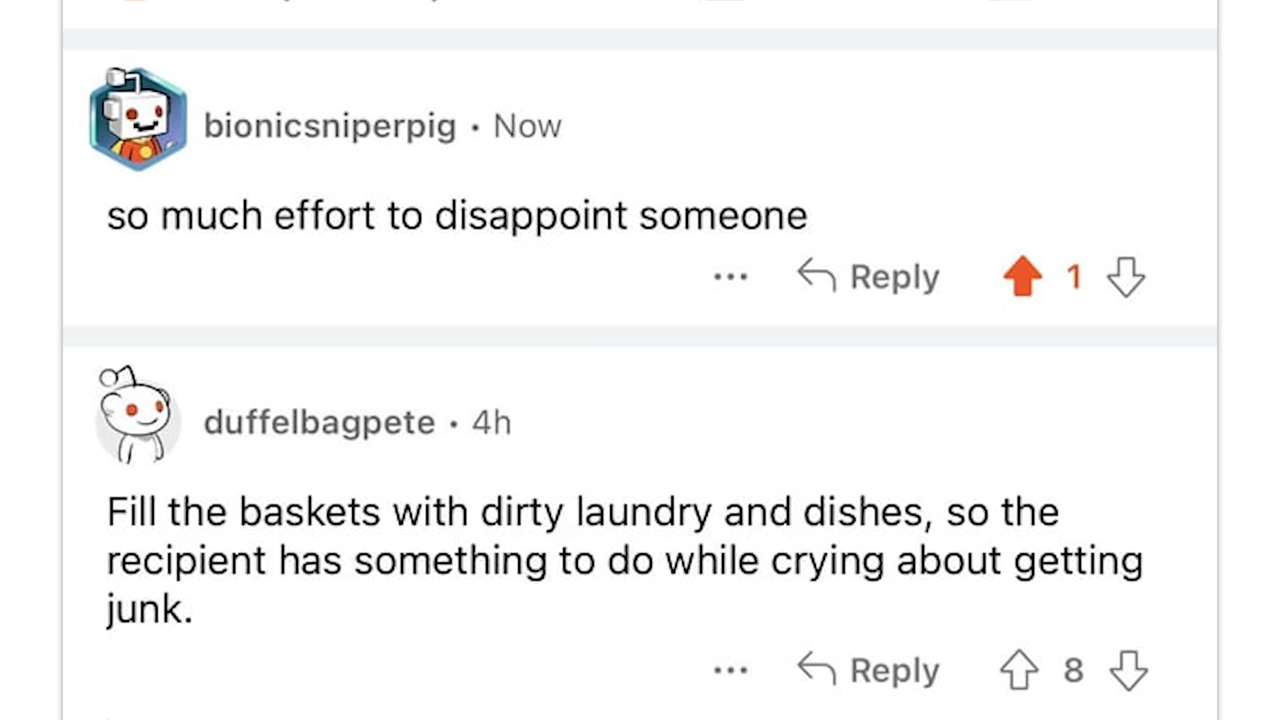 bionicsniperpig · Now
so much effort to disappoint someone
... Reply 1
duffelbagpete · 4h
Fill the baskets with dirty laundry and dishes, so the
recipient has something to do while crying about getting
junk.
... Reply 8